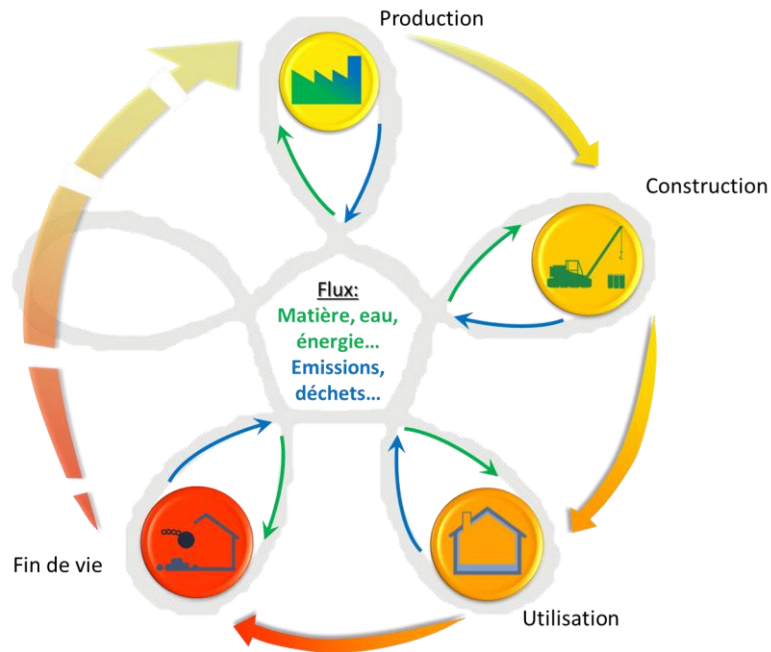 Production
Construction
Flux:
Matière, eau,
énergie...
Emissions,
déchets...
Fin de vie
Utilisation